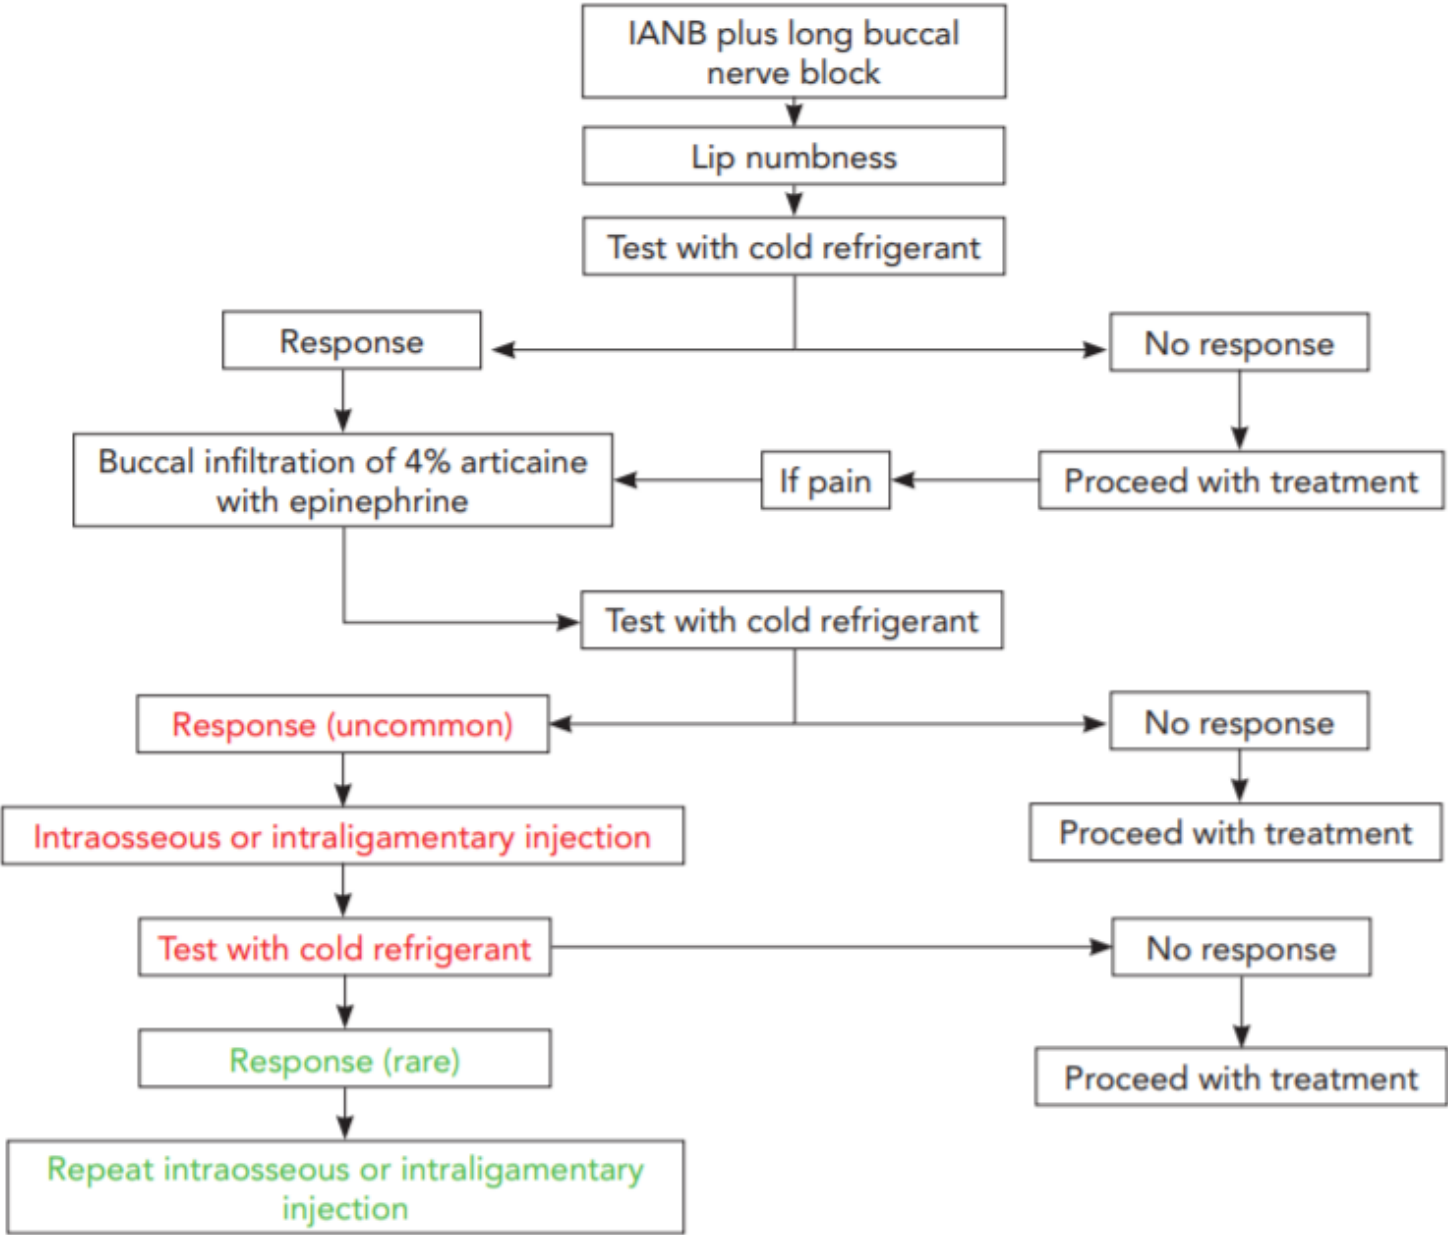 IANB plus long buccal
nerve block
Lip numbness
Test with cold refrigerant
Response
No response
Buccal infiltration of 4% articaine
with epinephrine
If pain
Proceed with treatment
Test with cold refrigerant
Response (uncommon)
No response
Intraosseous or intraligamentary injection
Proceed with treatment
Test with cold refrigerant
No response
Response (rare)
Proceed with treatment
Repeat intraosseous or intraligamentary
injection